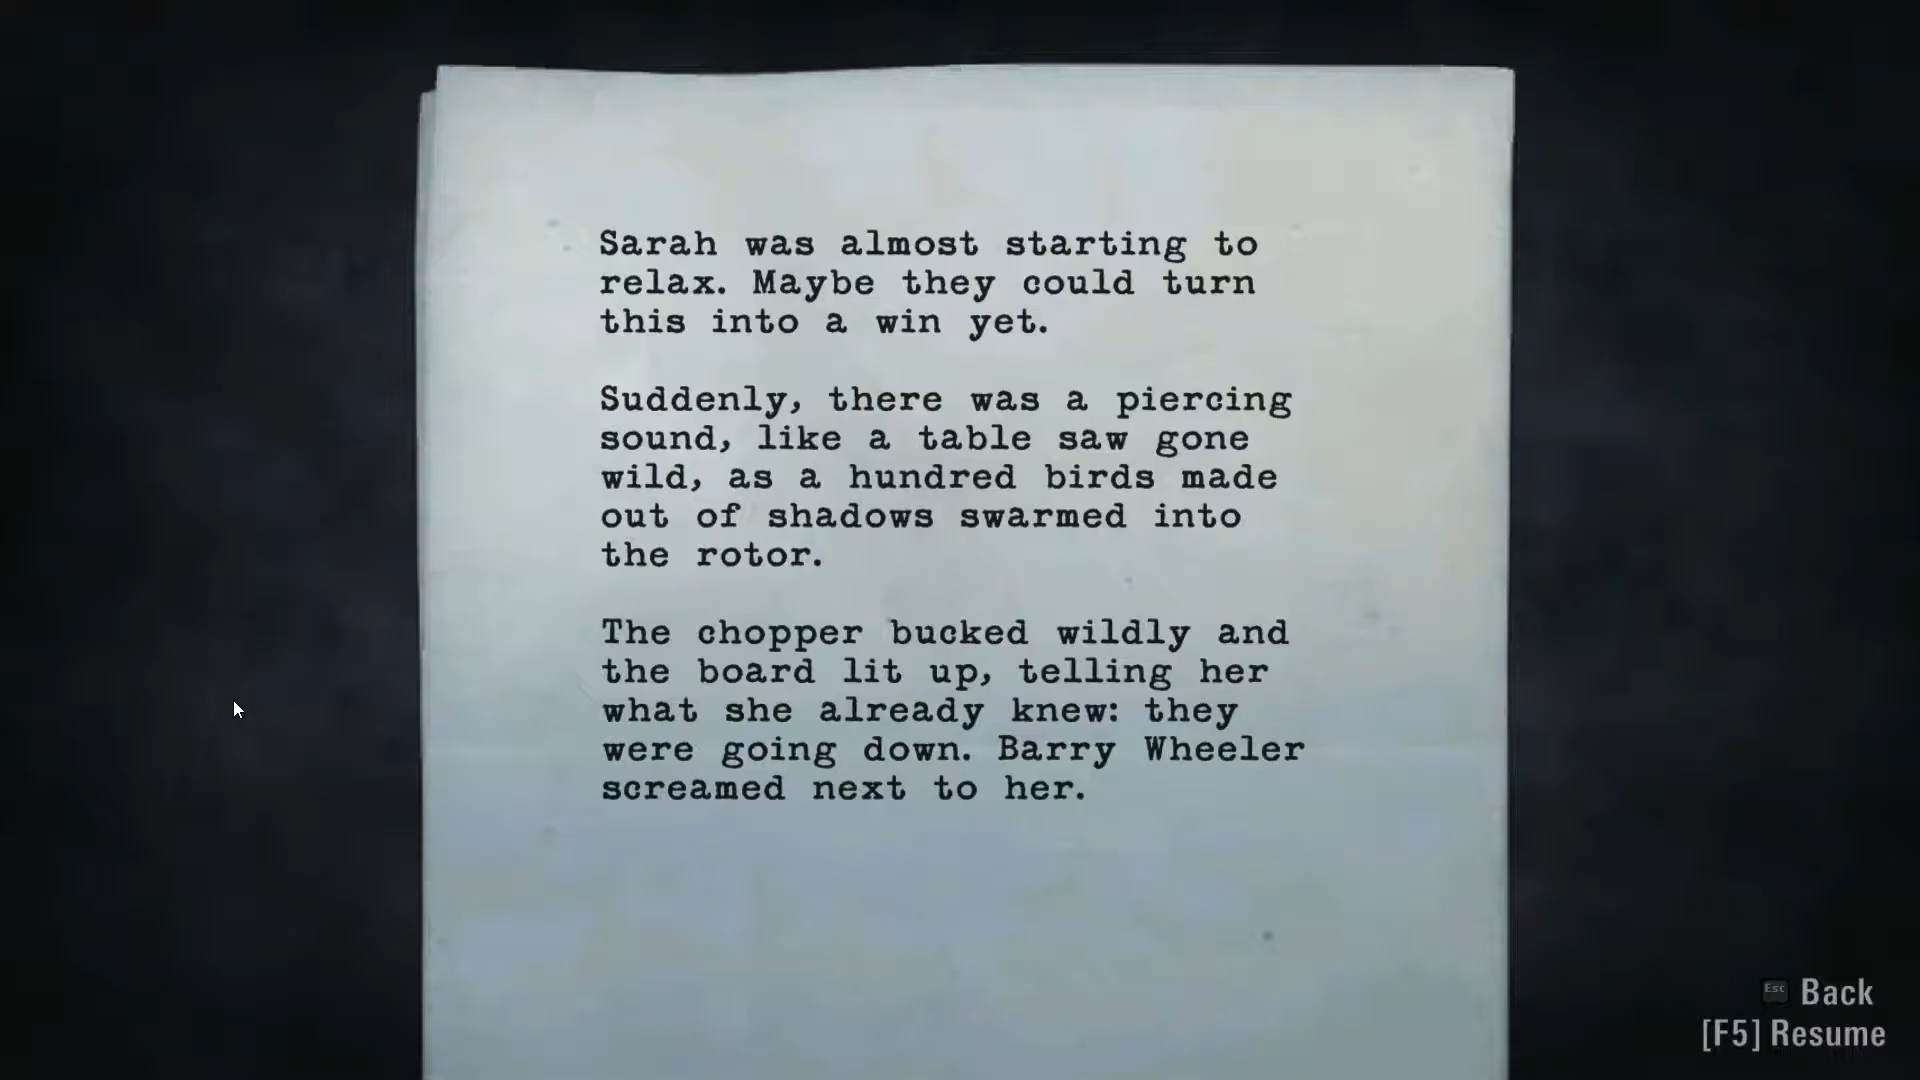 Sarah was almost starting to
relax. Maybe they could turn
this into a win yet.
Suddenly, there was a piercing
sound, like a table saw gone
wild, as a hundred birds made
out of shadows swarmed into
the rotor.
The chopper bucked wildly and
the board lit up, telling her
what she already knew: they
were going down. Barry Wheeler
screamed next to her.
Esc Back
[F5] Resume